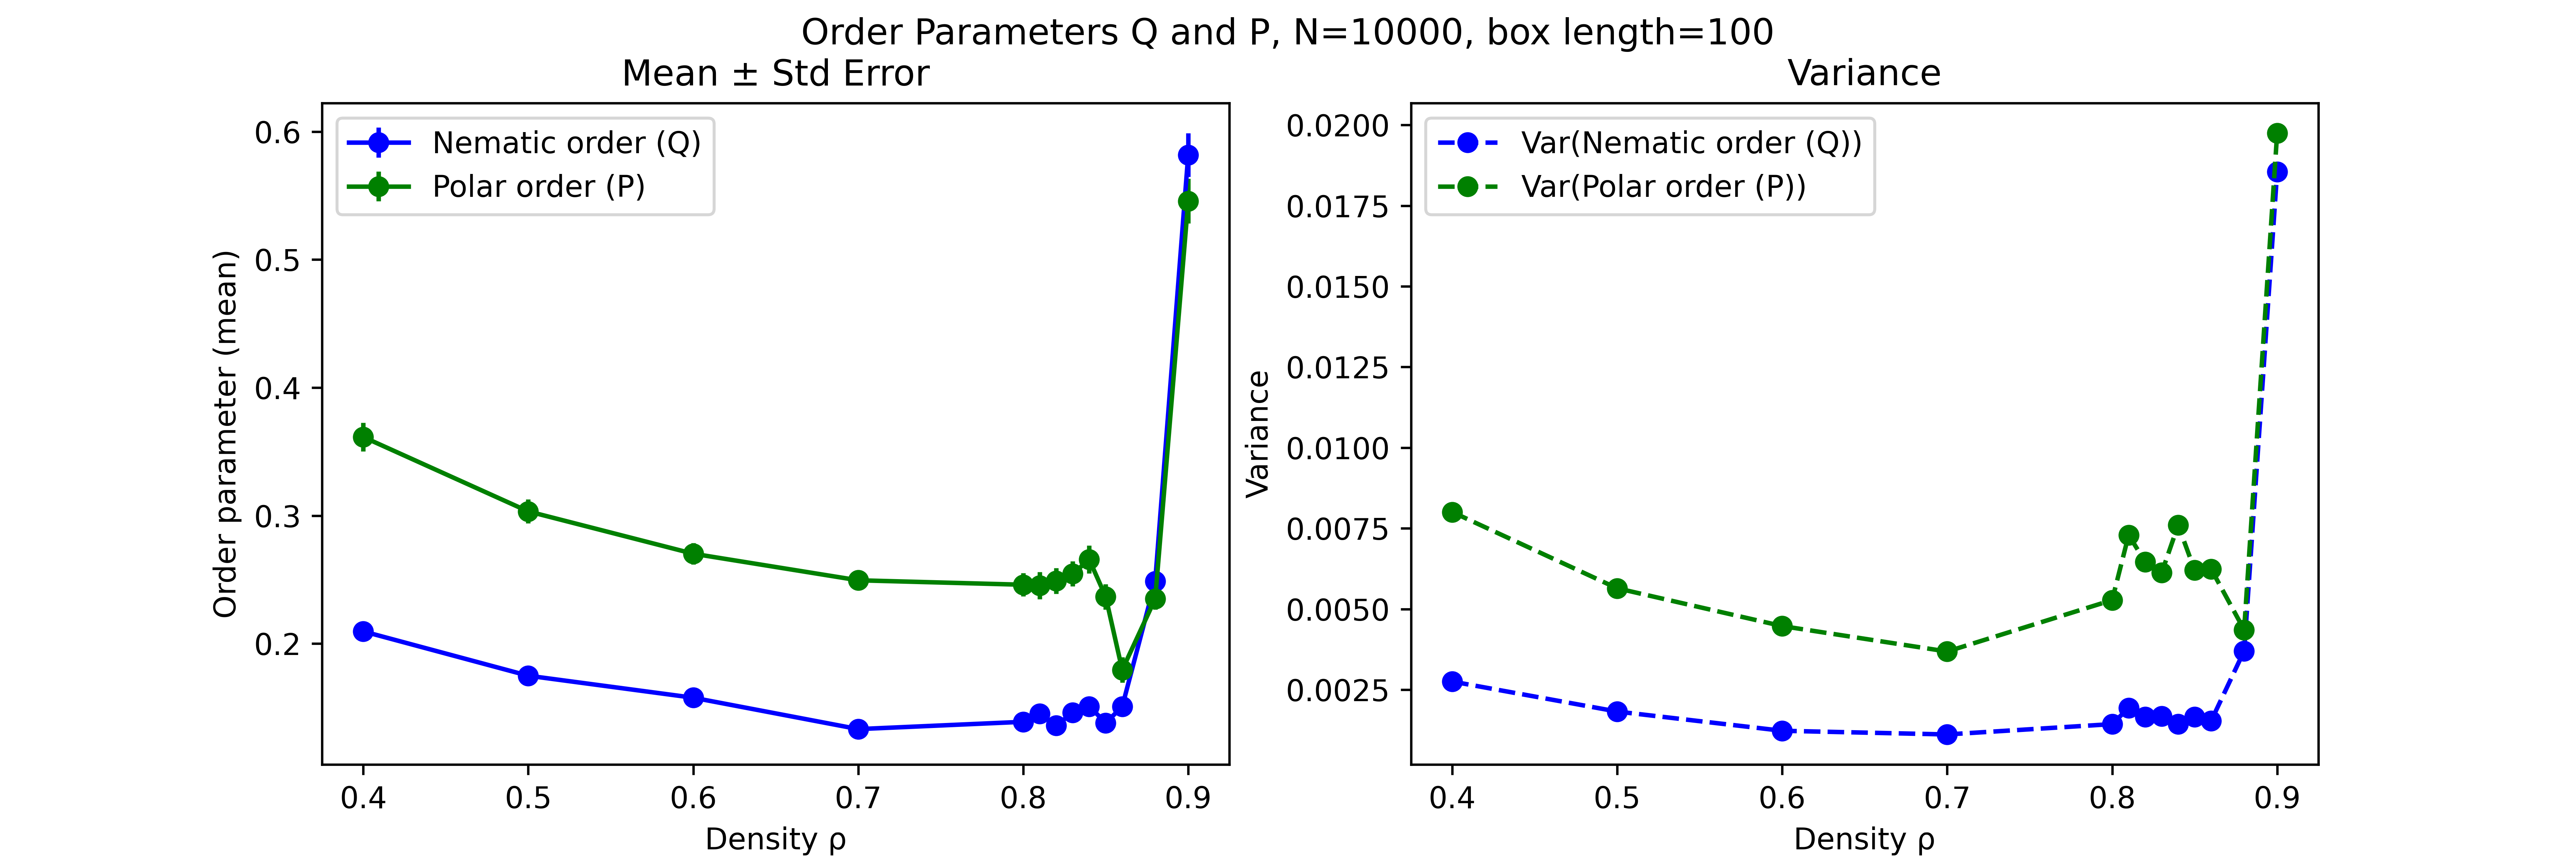 Order Parameters Q and P, N=10000, box length=100
Mean ± Std Error
Nematic order (Q)
Polar order (P)
Order parameter (mean)
0.6
0.5
0.4
0.3
0.2
0.4 0.5 0.6 0.7 0.8 0.9
Density ρ
Variance
Var(Nematic order (Q))
Var(Polar order (P))
Variance
0.0200
0.0175
0.0150
0.0125
0.0100
0.0075
0.0050
0.0025
0.4 0.5 0.6 0.7 0.8 0.9
Density ρ